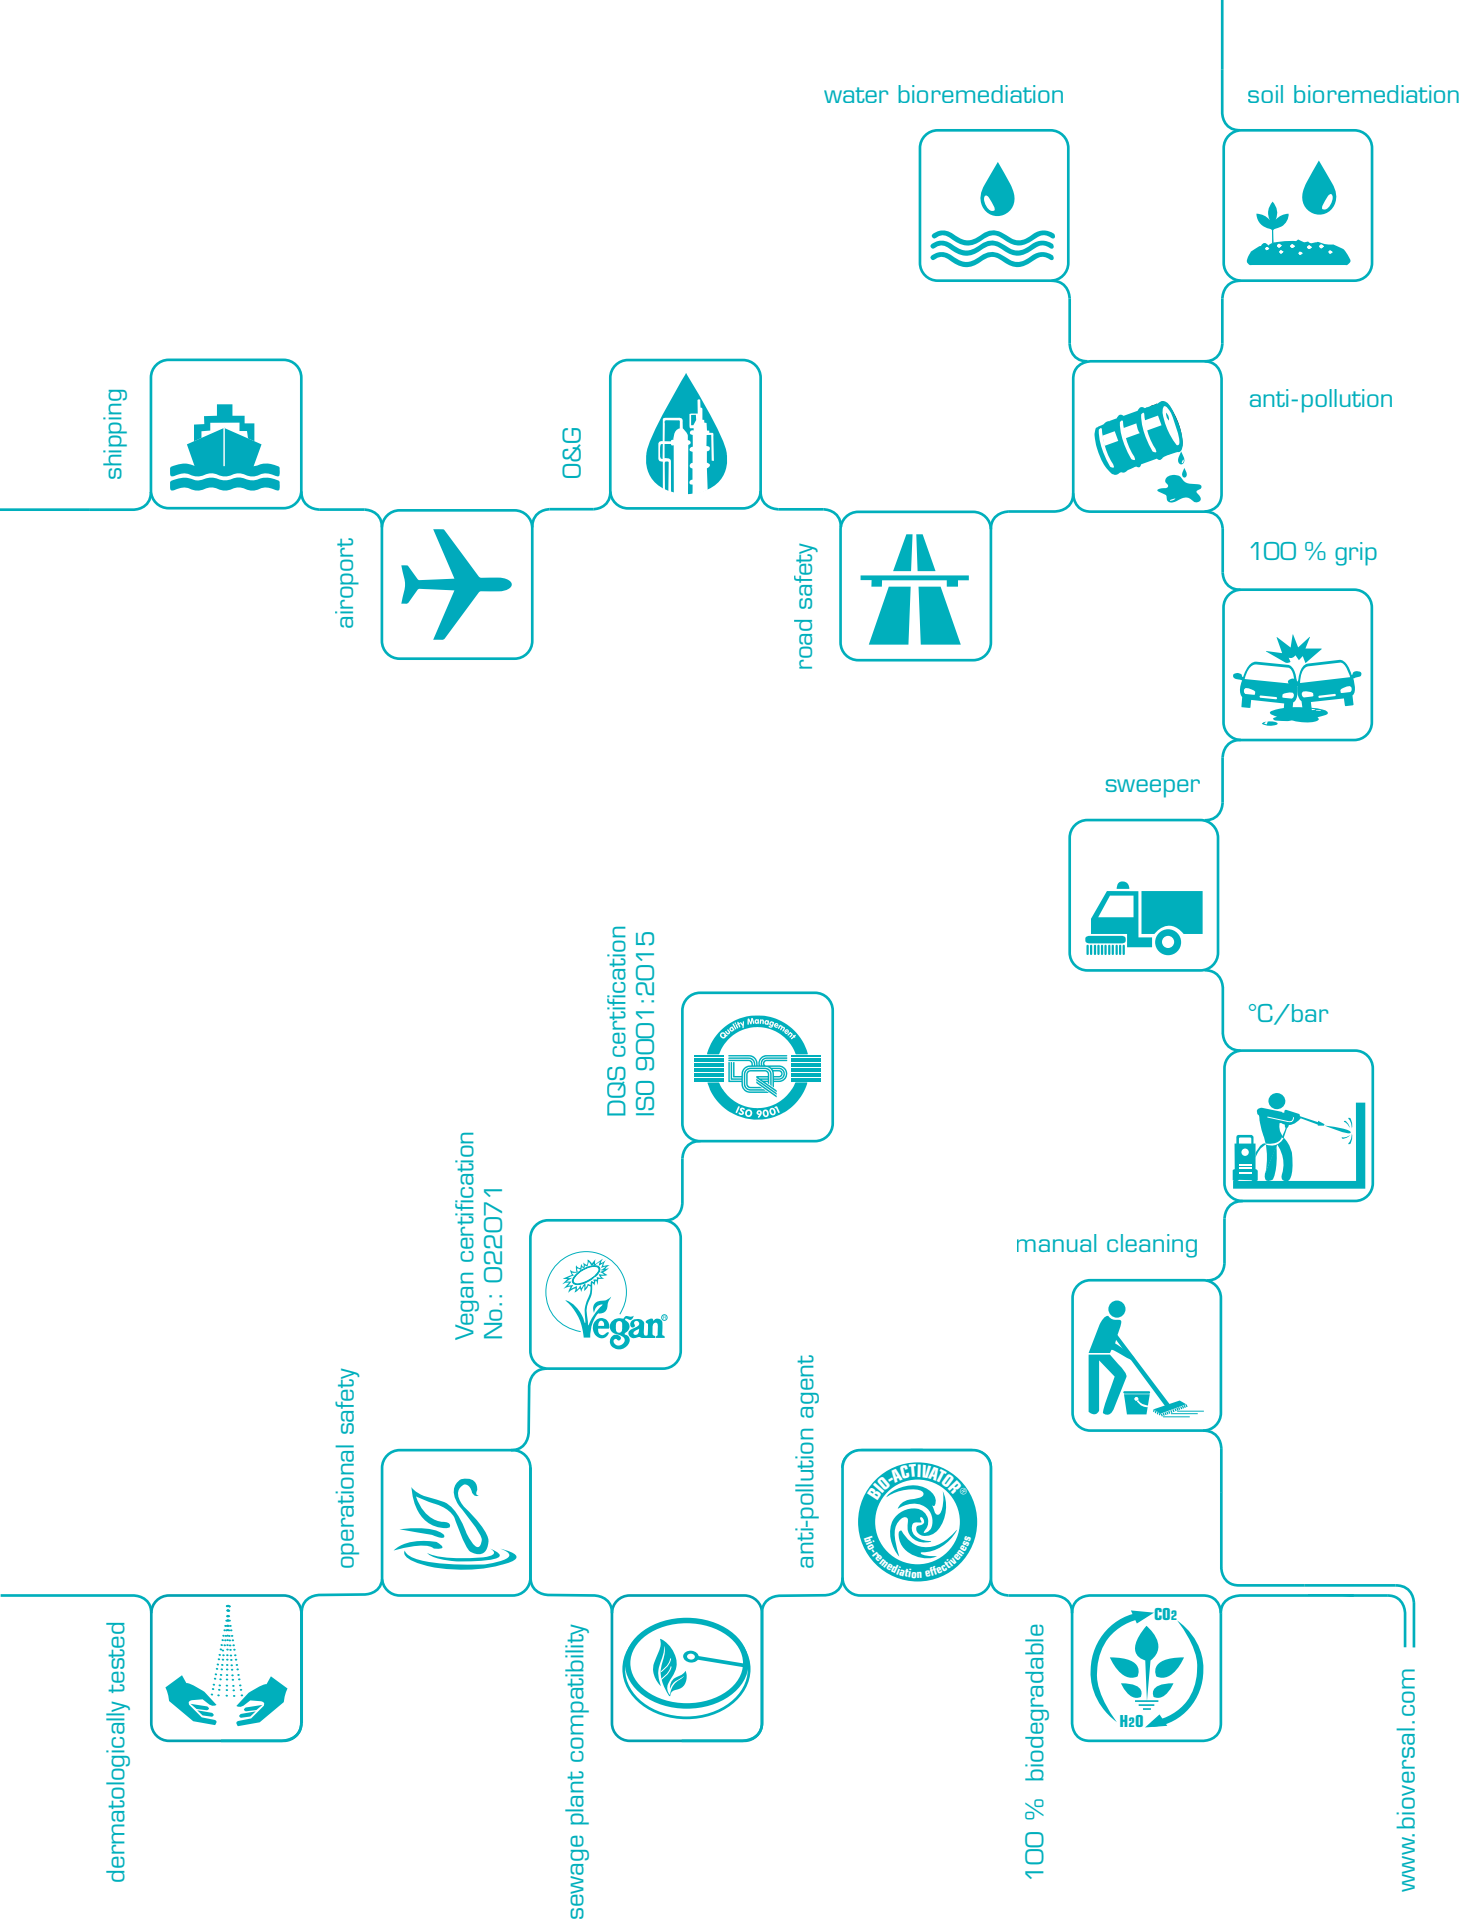 water bioremediation
soil bioremediation
shipping
O&G
anti-pollution
airoport
road safety
100 % grip
sweeper
DQS certification
ISO 9001:2015
Quality Management
DQS
ISO 9001
°C/bar
Vegan certification
No.: 022071
Vegan®
manual cleaning
operational safety
anti-pollution agent
BIO-ACTIVATOR®
bio-remediation effectiveness
dermatologically tested
sewage plant compatibility
100 % biodegradable
CO2
H2O
www.bioversal.com